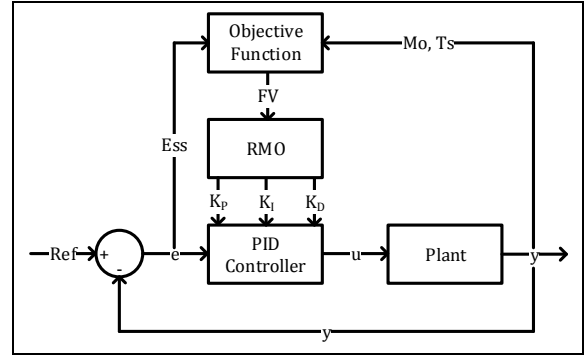 Objective
Function
Mo, Ts
FV
Ess
RMO
K_P K_I K_D
Ref + e PID
Controller u Plant y
-
y